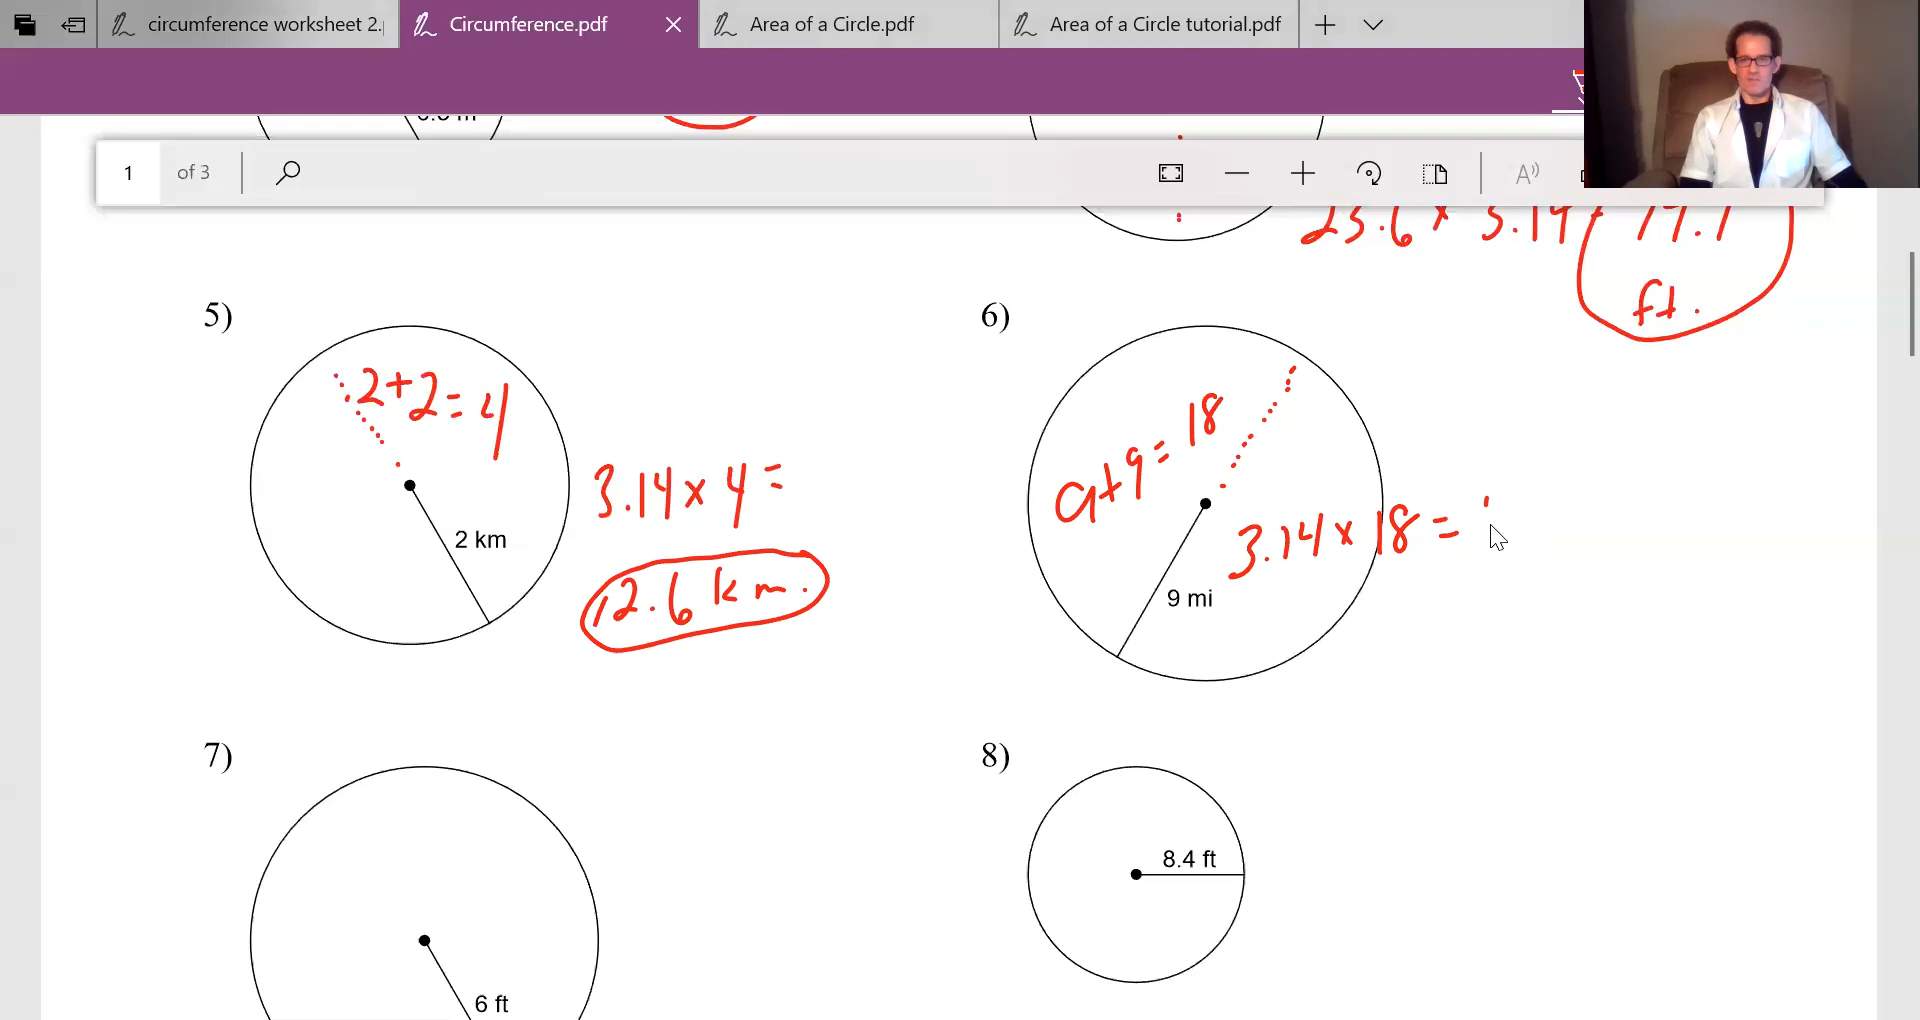 circumference worksheet 2.p
Circumference.pdf
Area of a Circle.pdf
Area of a Circle tutorial.pdf
1 of 3
23.6 x 3.14
ft.
5)
2+2=4
2 km
3.14 x 4 =
12.6 km.
6)
9+9=18
3.14 x 18 =
9 mi
7)
6 ft
8)
8.4 ft